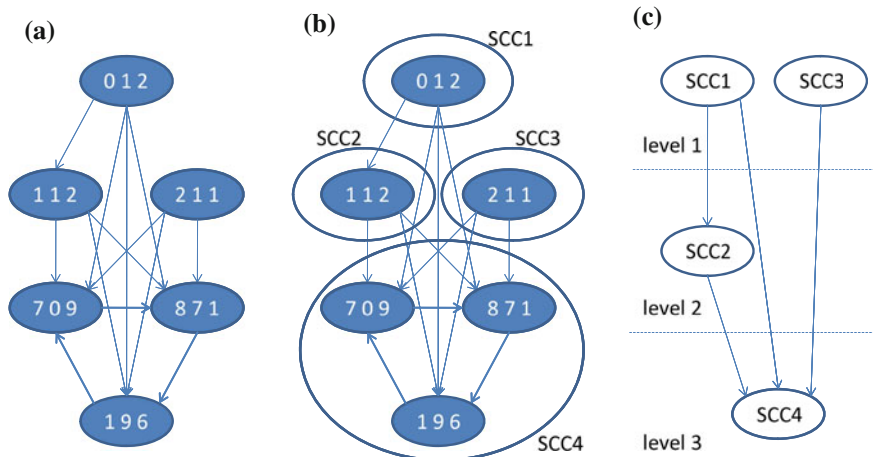 (a)
0 1 2
1 1 2
2 1 1
7 0 9
8 7 1
1 9 6
(b)
SCC1
0 1 2
SCC2
SCC3
1 1 2
2 1 1
7 0 9
8 7 1
1 9 6
SCC4
(c)
SCC1
SCC3
level 1
SCC2
level 2
SCC4
level 3